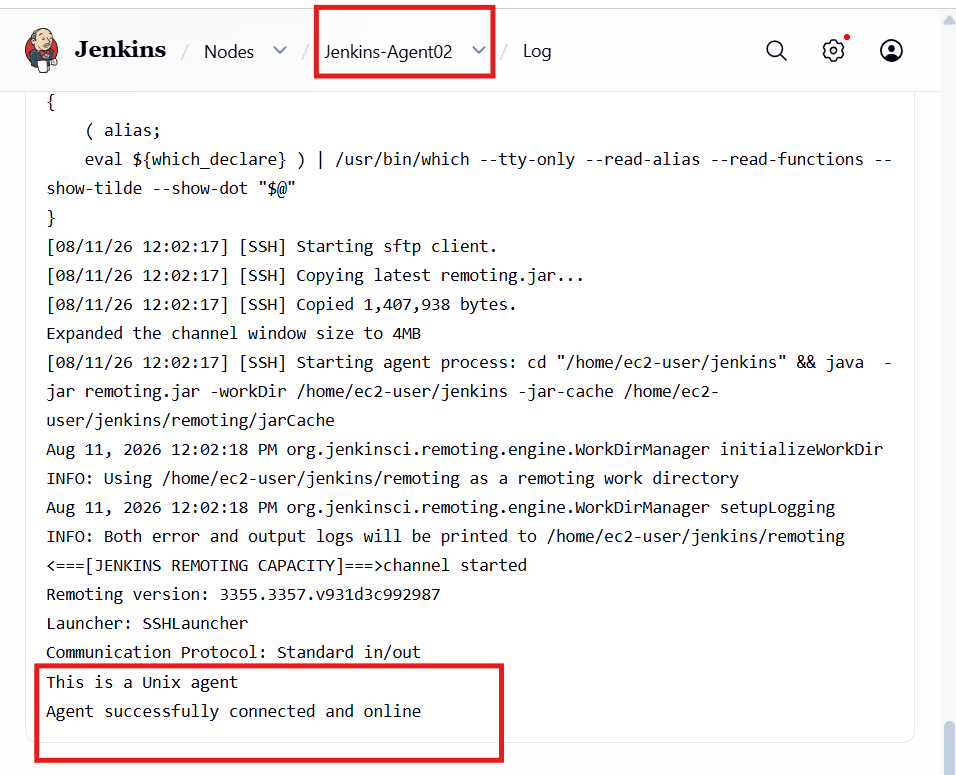 Jenkins / Nodes / Jenkins-Agent02 / Log
{
    ( alias;
    eval ${which_declare} ) | /usr/bin/which --tty-only --read-alias --read-functions --
show-tilde --show-dot "$@"
}
[08/11/26 12:02:17] [SSH] Starting sftp client.
[08/11/26 12:02:17] [SSH] Copying latest remoting.jar...
[08/11/26 12:02:17] [SSH] Copied 1,407,938 bytes.
Expanded the channel window size to 4MB
[08/11/26 12:02:17] [SSH] Starting agent process: cd "/home/ec2-user/jenkins" && java  -
jar remoting.jar -workDir /home/ec2-user/jenkins -jar-cache /home/ec2-
user/jenkins/remoting/jarCache
Aug 11, 2026 12:02:18 PM org.jenkinsci.remoting.engine.WorkDirManager initializeWorkDir
INFO: Using /home/ec2-user/jenkins/remoting as a remoting work directory
Aug 11, 2026 12:02:18 PM org.jenkinsci.remoting.engine.WorkDirManager setupLogging
INFO: Both error and output logs will be printed to /home/ec2-user/jenkins/remoting
<===[JENKINS REMOTING CAPACITY]===>channel started
Remoting version: 3355.3357.v931d3c992987
Launcher: SSHLauncher
Communication Protocol: Standard in/out
This is a Unix agent
Agent successfully connected and online